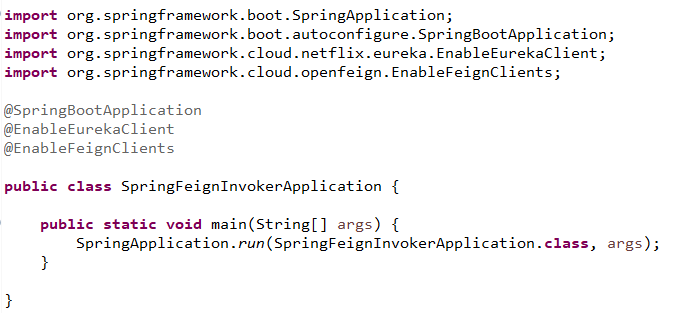 import org.springframework.boot.SpringApplication;
import org.springframework.boot.autoconfigure.SpringBootApplication;
import org.springframework.cloud.netflix.eureka.EnableEurekaClient;
import org.springframework.cloud.openfeign.EnableFeignClients;

@SpringBootApplication
@EnableEurekaClient
@EnableFeignClients

public class SpringFeignInvokerApplication {

    public static void main(String[] args) {
        SpringApplication.run(SpringFeignInvokerApplication.class, args);
    }

}